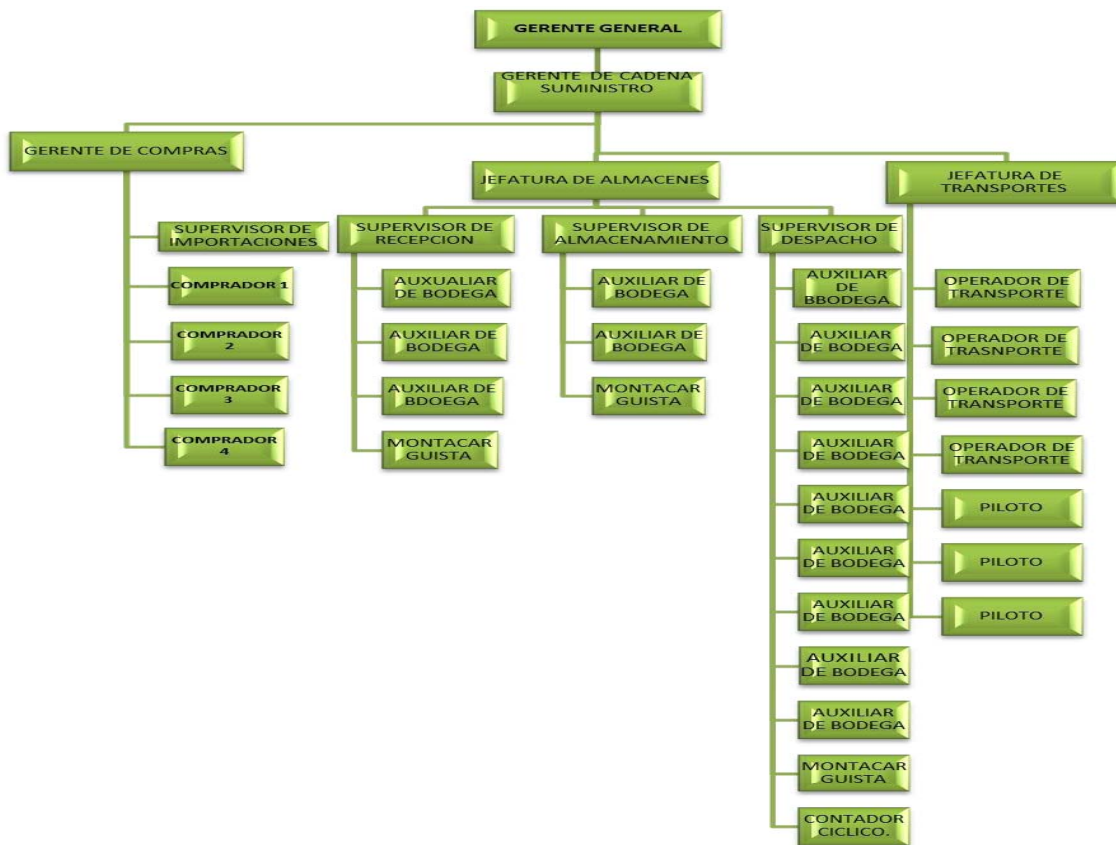 GERENTE GENERAL
GERENTE DE CADENA
SUMINISTRO
GERENTE DE COMPRAS
JEFATURA DE ALMACENES
JEFATURA DE
TRANSPORTES
SUPERVISOR DE
IMPORTACIONES
COMPRADOR 1
COMPRADOR
2
COMPRADOR
3
COMPRADOR
4
SUPERVISOR DE
RECEPCION
AUXUALIAR
DE BODEGA
AUXILIAR DE
BODEGA
AUXILIAR DE
BDOEGA
MONTACAR
GUISTA
SUPERVISOR DE
ALMACENAMIENTO
AUXILIAR DE
BODEGA
AUXILIAR DE
BODEGA
MONTACAR
GUISTA
SUPERVISOR DE
DESPACHO
AUXILIAR
DE
BBODEGA
AUXILIAR
DE BODEGA
AUXILIAR
DE BODEGA
AUXILIAR
DE BODEGA
AUXILIAR
DE BODEGA
AUXILIAR
DE BODEGA
AUXILIAR
DE BODEGA
AUXILIAR
DE BODEGA
AUXILIAR
DE BODEGA
MONTACAR
GUISTA
CONTADOR
CICLICO.
OPERADOR DE
TRANSPORTE
OPERADOR DE
TRASNPORTE
OPERADOR DE
TRANSPORTE
OPERADOR DE
TRANSPORTE
PILOTO
PILOTO
PILOTO